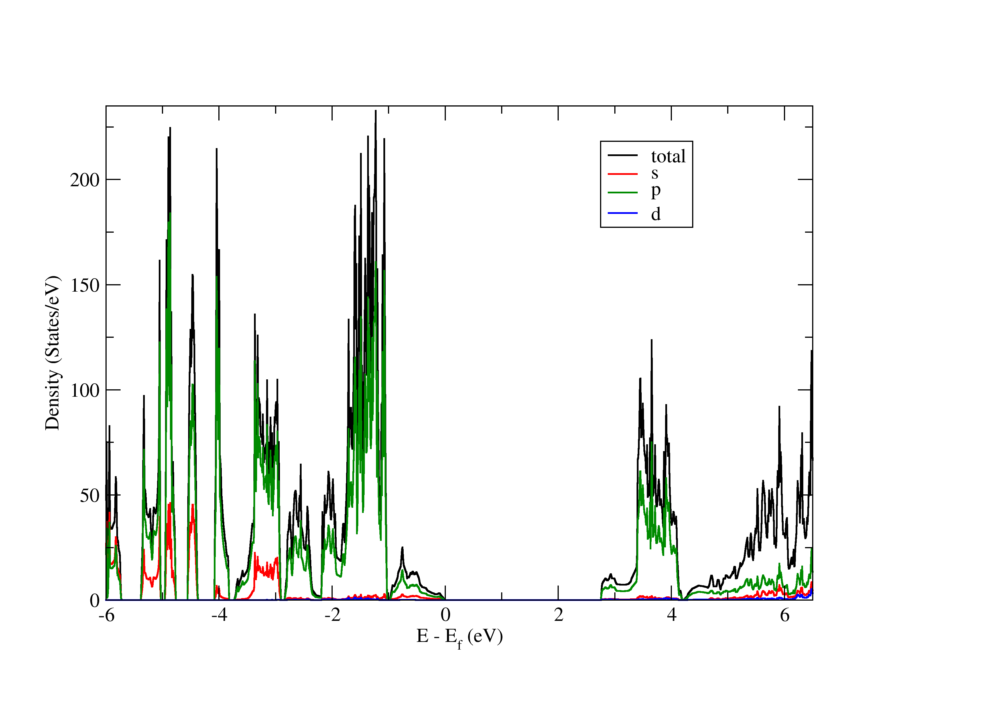 total
s
p
d
Density (States/eV)
200
150
100
50
0
-6 -4 -2 0 2 4 6
E - Ef (eV)